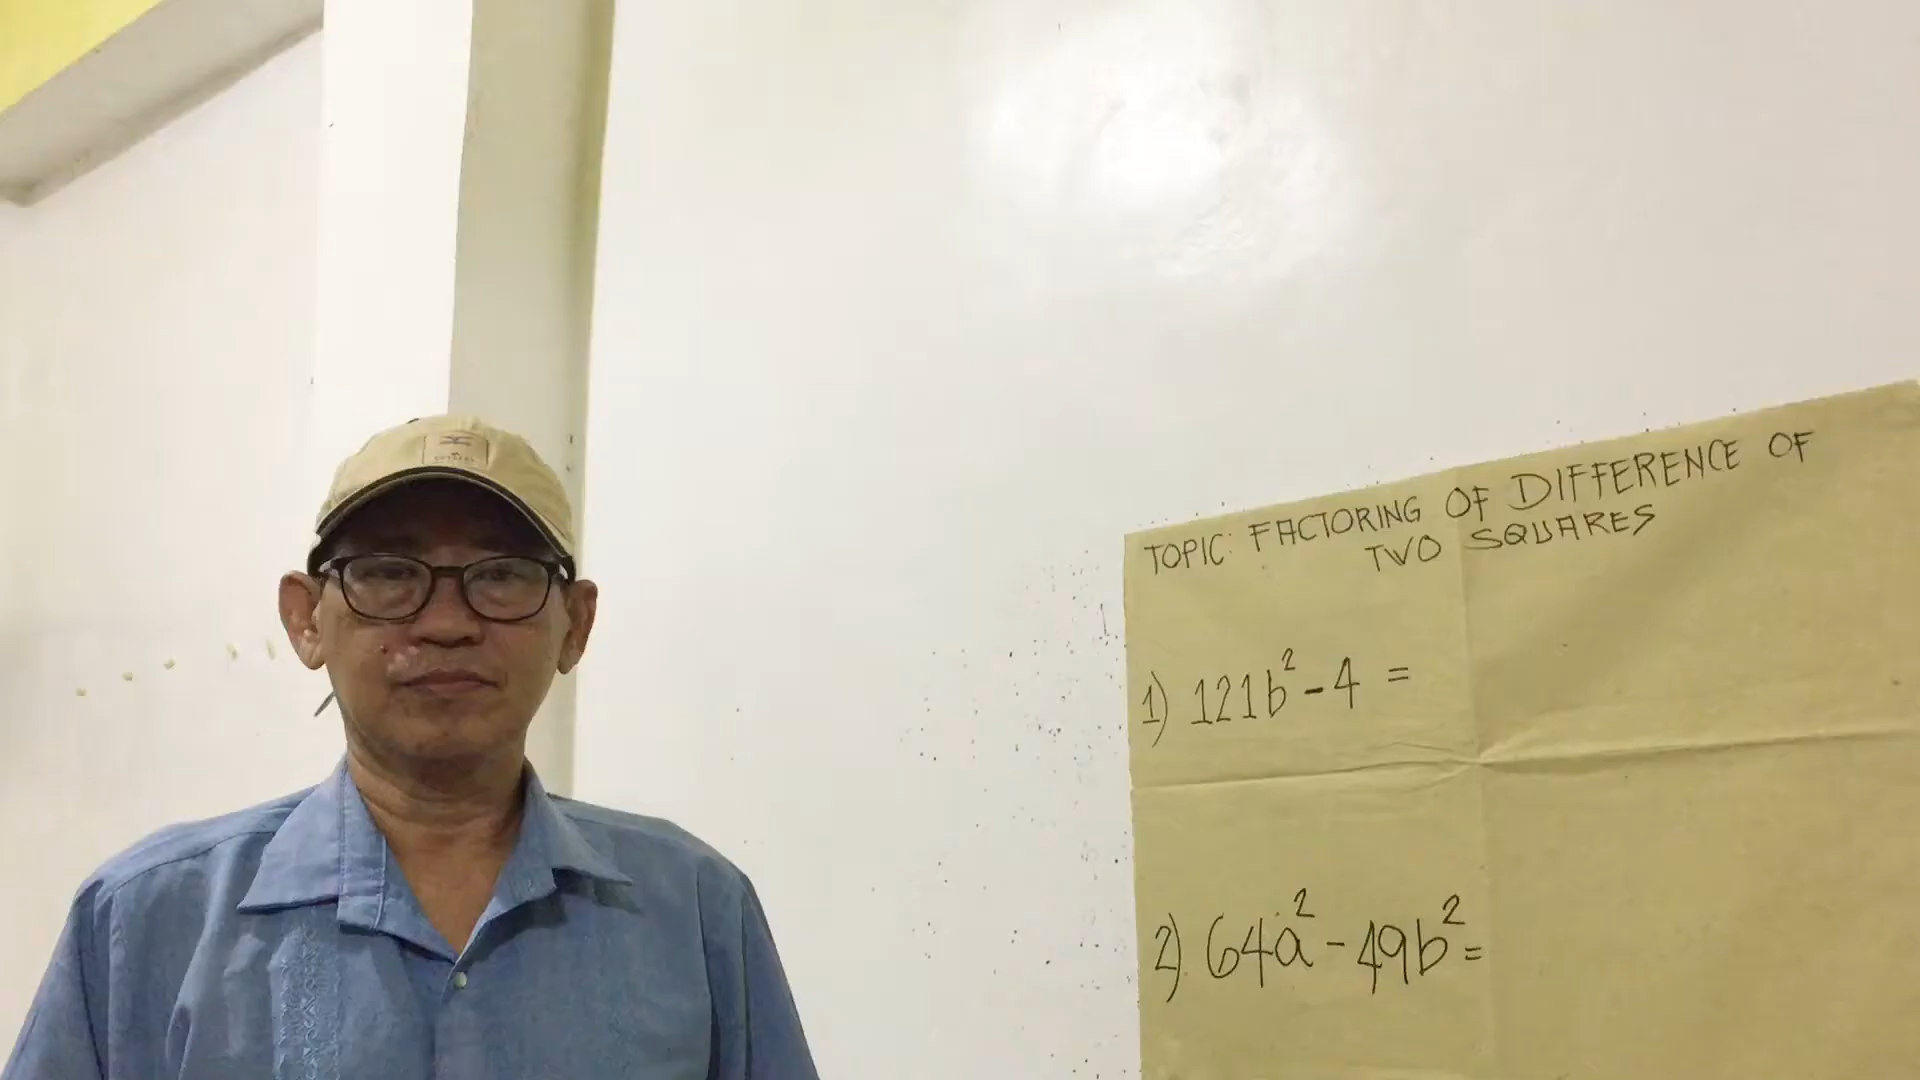 TOPIC: FACTORING OF DIFFERENCE OF
TWO SQUARES
1) 121b² - 4 =
2) 64a² - 49b² =